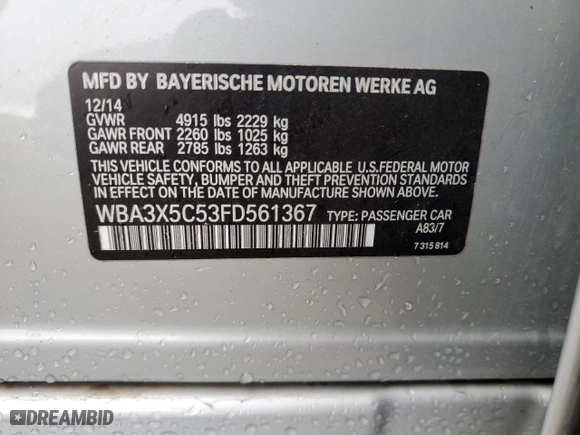 MFD BY BAYERISCHE MOTOREN WERKE AG
12/14
GVWR 4915 lbs 2229 kg
GAWR FRONT 2260 lbs 1025 kg
GAWR REAR 2785 lbs 1263 kg
THIS VEHICLE CONFORMS TO ALL APPLICABLE U.S.FEDERAL MOTOR
VEHICLE SAFETY, BUMPER AND THEFT PREVENTION STANDARDS
IN EFFECT ON THE DATE OF MANUFACTURE SHOWN ABOVE.
WBA3X5C53FD561367 TYPE: PASSENGER CAR
A83/7
7 315 814
DREAMBID